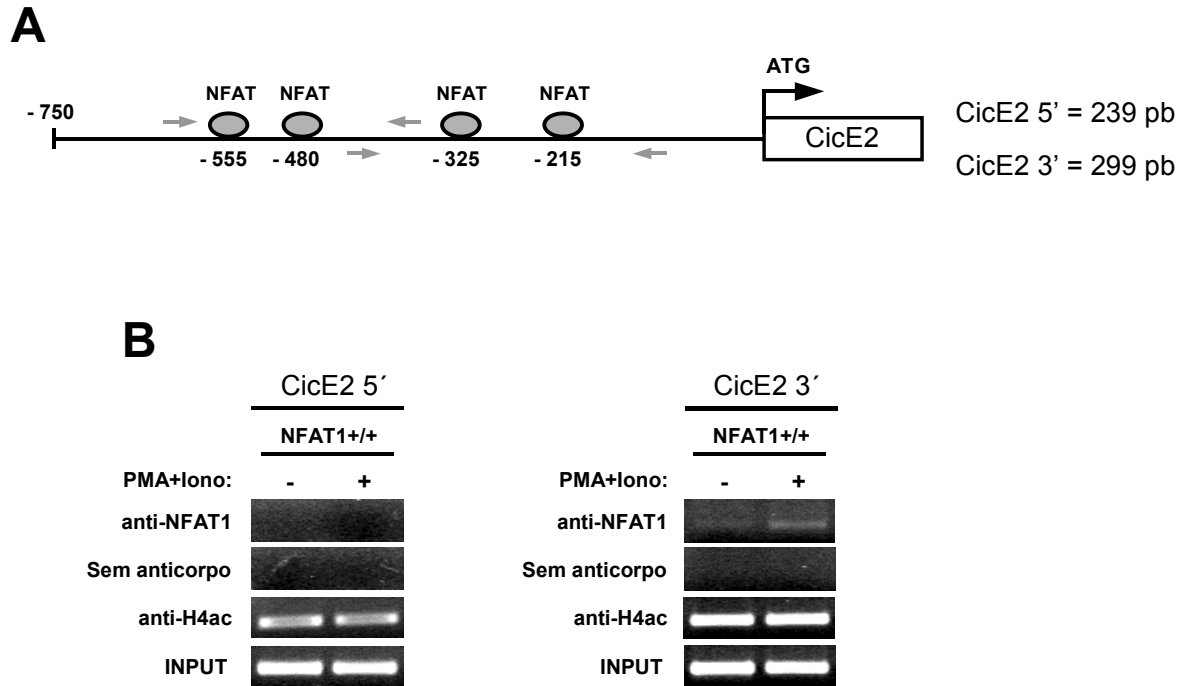 A
ATG
NFAT NFAT NFAT NFAT
- 750
CicE2
- 555 - 480 - 325 - 215
CicE2 5’ = 239 pb
CicE2 3’ = 299 pb
B
CicE2 5´
NFAT1+/+
PMA+Iono: - +
anti-NFAT1
Sem anticorpo
anti-H4ac
INPUT
CicE2 3´
NFAT1+/+
PMA+Iono: - +
anti-NFAT1
Sem anticorpo
anti-H4ac
INPUT